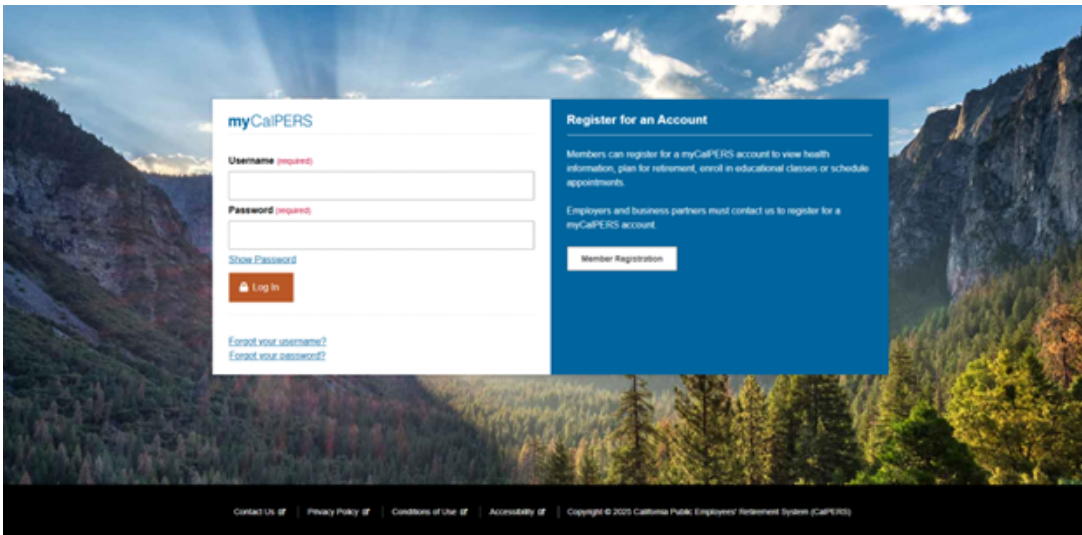 myCalPERS
Username (required)
Password (required)
Show Password
Log In
Forgot your username?
Forgot your password?
Register for an Account
Members can register for a myCalPERS account to view health
information, plan for retirement, enroll in educational classes or schedule
appointments.
Employers and business partners must contact us to register for a
myCalPERS account.
Member Registration
Contact Us | Privacy Policy | Conditions of Use | Accessibility | Copyright © 2025 California Public Employees' Retirement System (CalPERS)